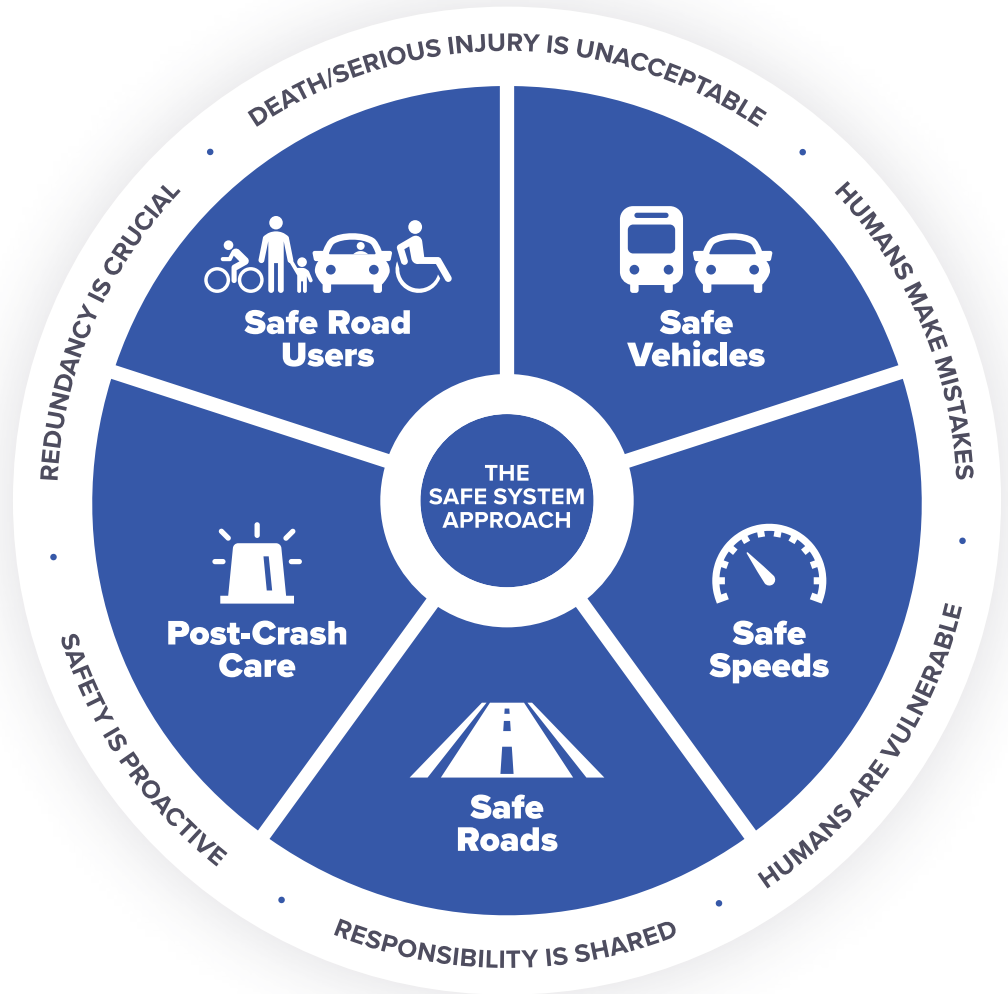 DEATH/SERIOUS INJURY IS UNACCEPTABLE
HUMANS MAKE MISTAKES
HUMANS ARE VULNERABLE
RESPONSIBILITY IS SHARED
SAFETY IS PROACTIVE
REDUNDANCY IS CRUCIAL
Safe Road
Users
Safe
Vehicles
Safe
Speeds
Safe
Roads
Post-Crash
Care
THE
SAFE SYSTEM
APPROACH